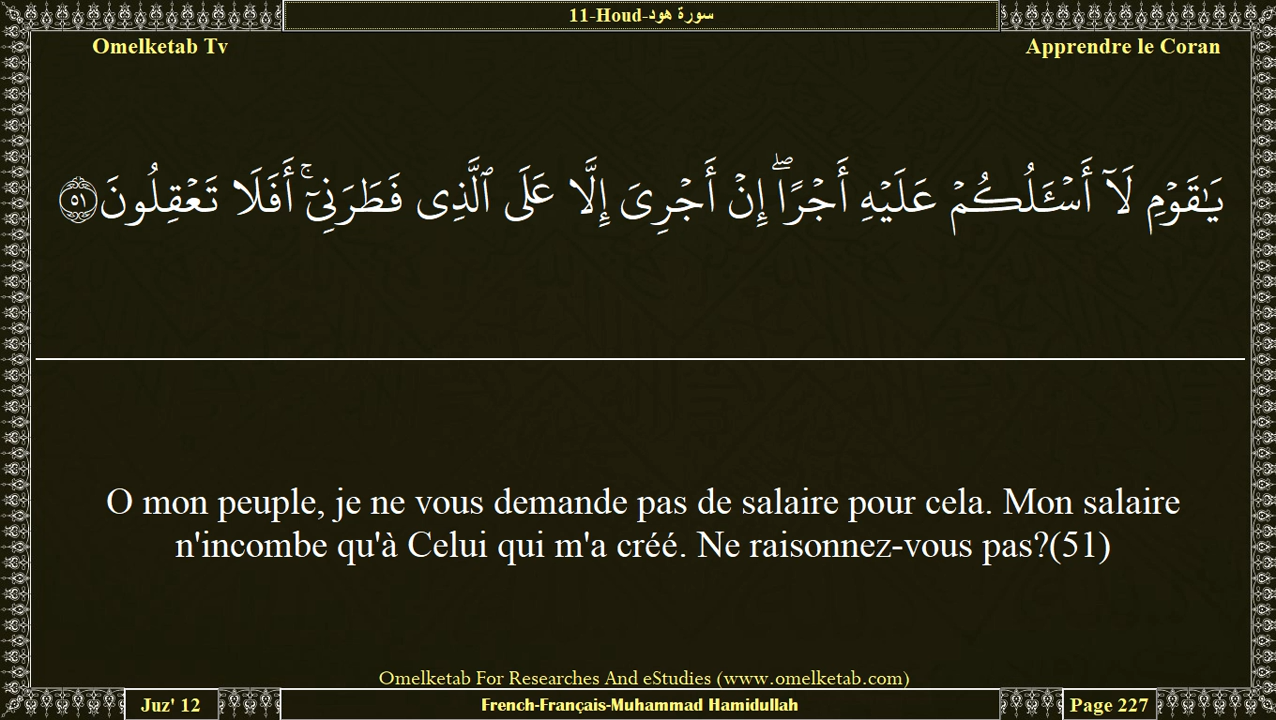 11-Houd-سورة هود
Omelketab Tv
Apprendre le Coran
يَـٰقَوۡمِ لَآ أَسۡـَٔلُكُمۡ عَلَيۡهِ أَجۡرًاۖ إِنۡ أَجۡرِىَ إِلَّا عَلَى ٱلَّذِى فَطَرَنِىٓۚ أَفَلَا تَعۡقِلُونَ ٥١
O mon peuple, je ne vous demande pas de salaire pour cela. Mon salaire
n'incombe qu'à Celui qui m'a créé. Ne raisonnez-vous pas?(51)
Omelketab For Researches And eStudies (www.omelketab.com)
Juz' 12
French-Français-Muhammad Hamidullah
Page 227